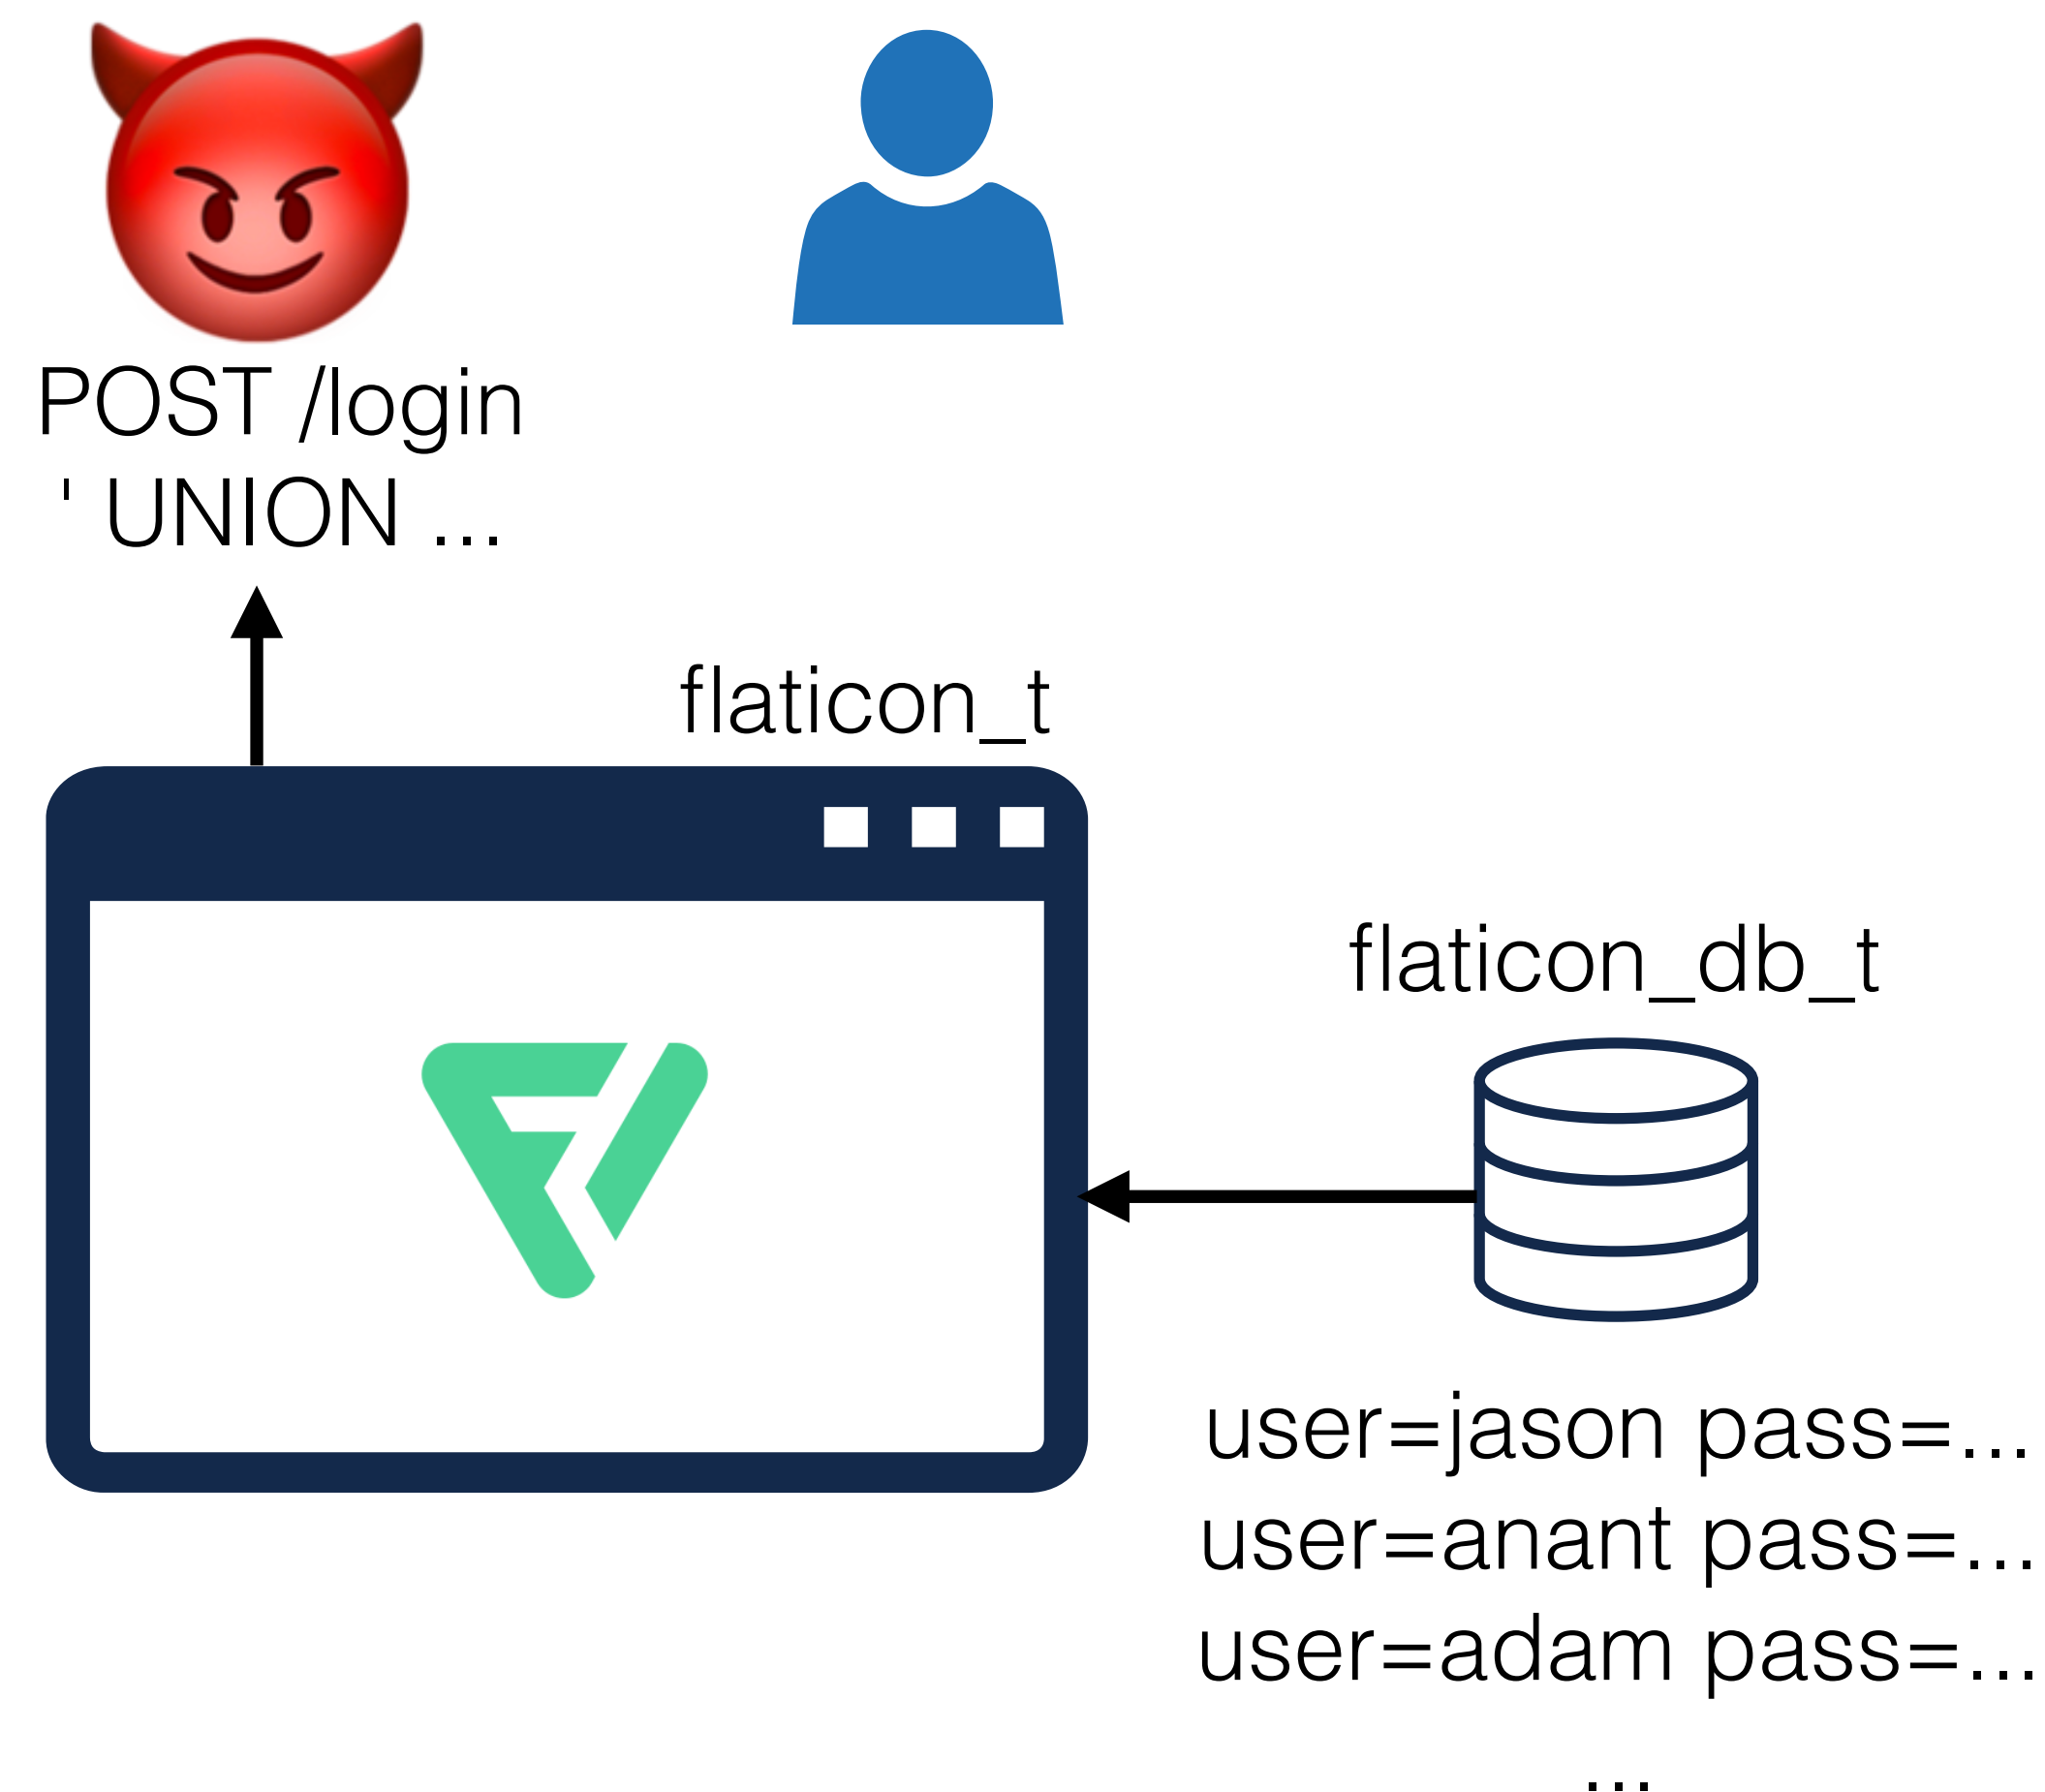 POST /login
' UNION ...
flaticon_t
flaticon_db_t
user=jason pass=...
user=anant pass=...
user=adam pass=...
...